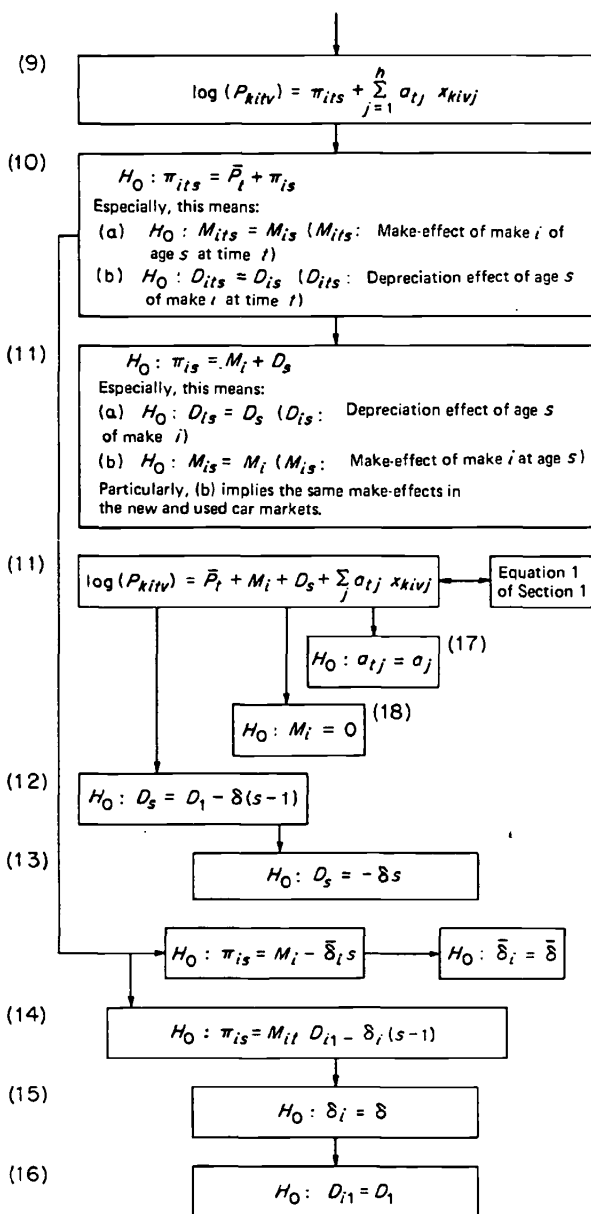 (9)
log (P_kitv) = π_its + Σ_{j=1}^{h} a_tj x_kivj
(10)
H_0 : π_its = P̄_t + π_is
Especially, this means:
(a) H_0 : M_its = M_is (M_its: Make-effect of make i of
age s at time t)
(b) H_0 : D_its = D_is (D_its: Depreciation effect of age s
of make i at time t)
(11)
H_0 : π_is = M_i + D_s
Especially, this means:
(a) H_0 : D_is = D_s (D_is: Depreciation effect of age s
of make i)
(b) H_0 : M_is = M_i (M_is: Make-effect of make i at age s)
Particularly, (b) implies the same make-effects in
the new and used car markets.
(11)
log (P_kitv) = P̄_t + M_i + D_s + Σ_j a_tj x_kivj
Equation 1
of Section 1
(17)
H_0 : a_tj = a_j
(18)
H_0 : M_i = 0
(12)
H_0 : D_s = D_1 − δ(s−1)
(13)
H_0 : D_s = −δs
H_0 : π_is = M_i − δ̄_i s
H_0 : δ̄_i = δ̄
(14)
H_0 : π_is = M_it D_i1 − δ_i (s−1)
(15)
H_0 : δ_i = δ
(16)
H_0 : D_i1 = D_1